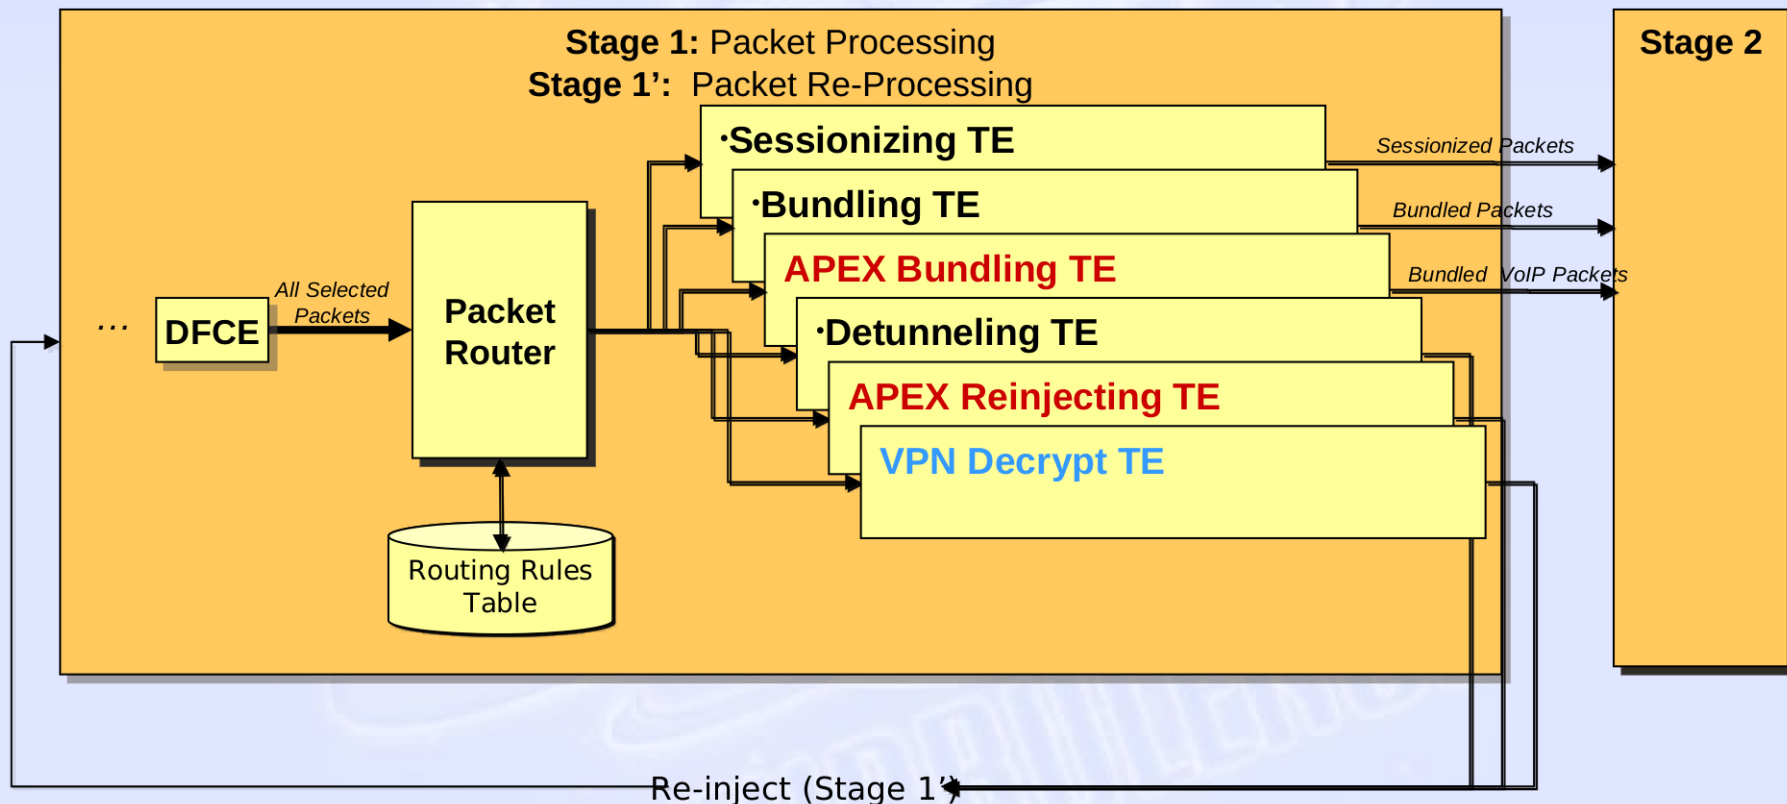 Stage 1: Packet Processing
Stage 1’: Packet Re-Processing
Stage 2
·Sessionizing TE
Sessionized Packets
·Bundling TE
Bundled Packets
APEX Bundling TE
Bundled VoIP Packets
·Detunneling TE
APEX Reinjecting TE
VPN Decrypt TE
...
DFCE
All Selected
Packets
Packet
Router
Routing Rules
Table
Re-inject (Stage 1’)